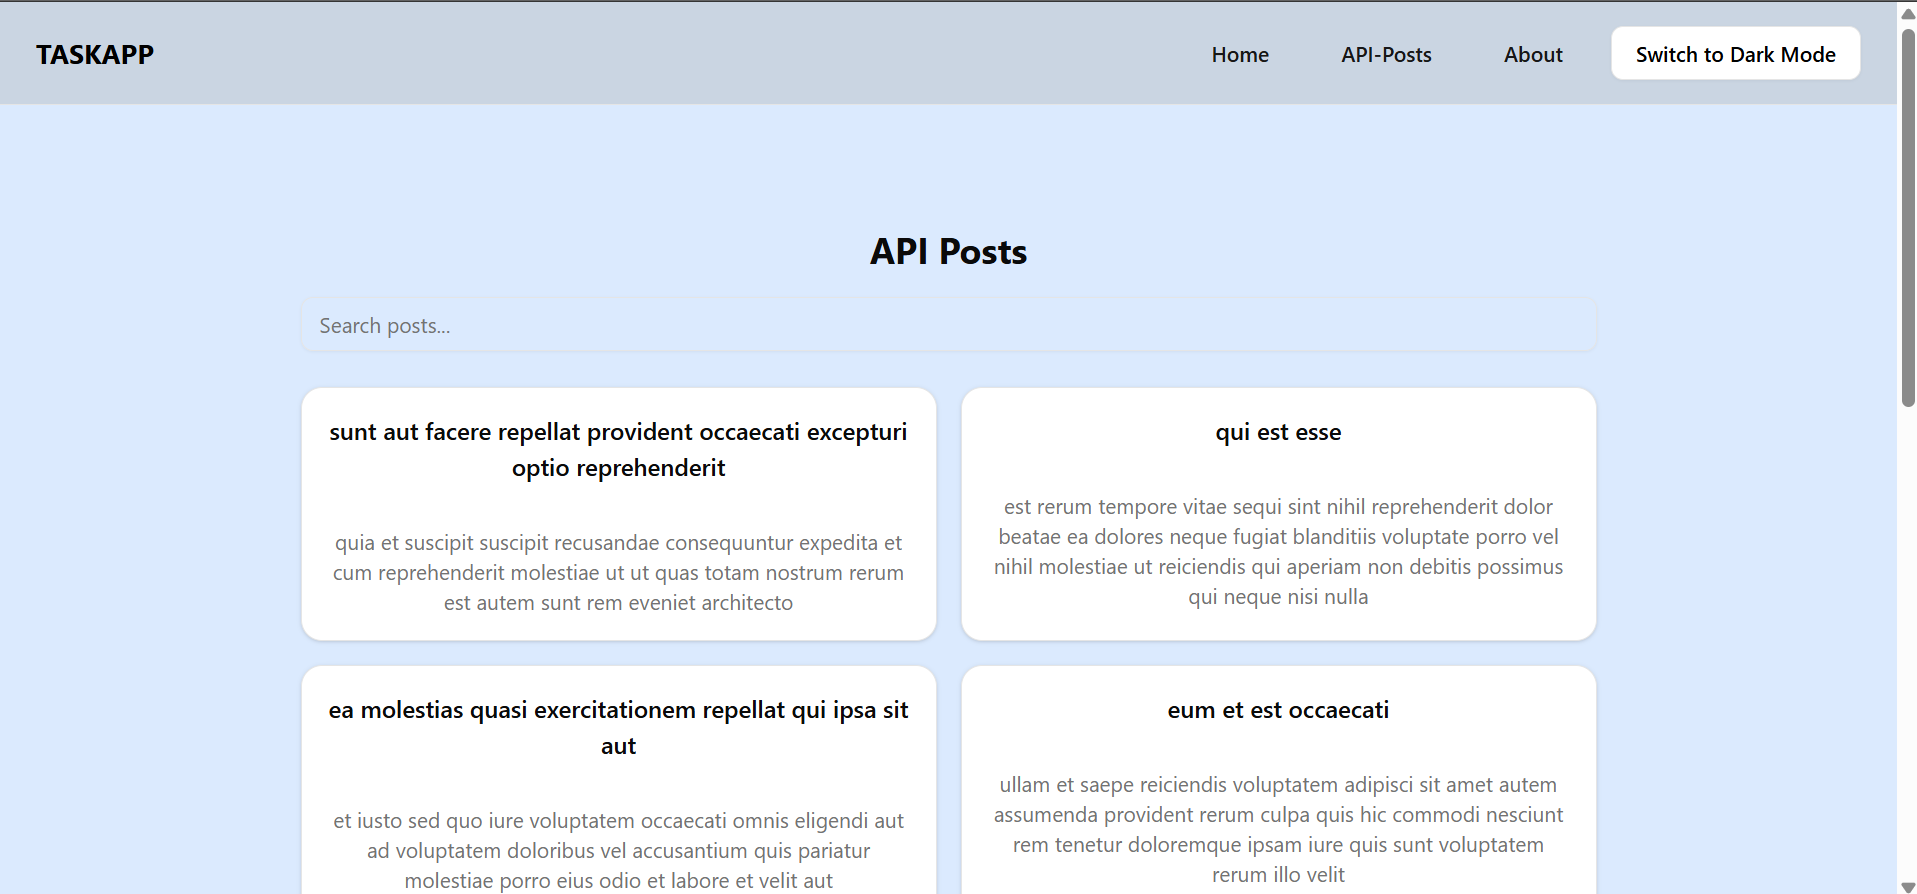 TASKAPP
Home
API-Posts
About
Switch to Dark Mode
API Posts
Search posts...
sunt aut facere repellat provident occaecati excepturi
optio reprehenderit
quia et suscipit suscipit recusandae consequuntur expedita et
cum reprehenderit molestiae ut ut quas totam nostrum rerum
est autem sunt rem eveniet architecto
qui est esse
est rerum tempore vitae sequi sint nihil reprehenderit dolor
beatae ea dolores neque fugiat blanditiis voluptate porro vel
nihil molestiae ut reiciendis qui aperiam non debitis possimus
qui neque nisi nulla
ea molestias quasi exercitationem repellat qui ipsa sit
aut
et iusto sed quo iure voluptatem occaecati omnis eligendi aut
ad voluptatem doloribus vel accusantium quis pariatur
molestiae porro eius odio et labore et velit aut
eum et est occaecati
ullam et saepe reiciendis voluptatem adipisci sit amet autem
assumenda provident rerum culpa quis hic commodi nesciunt
rem tenetur doloremque ipsam iure quis sunt voluptatem
rerum illo velit